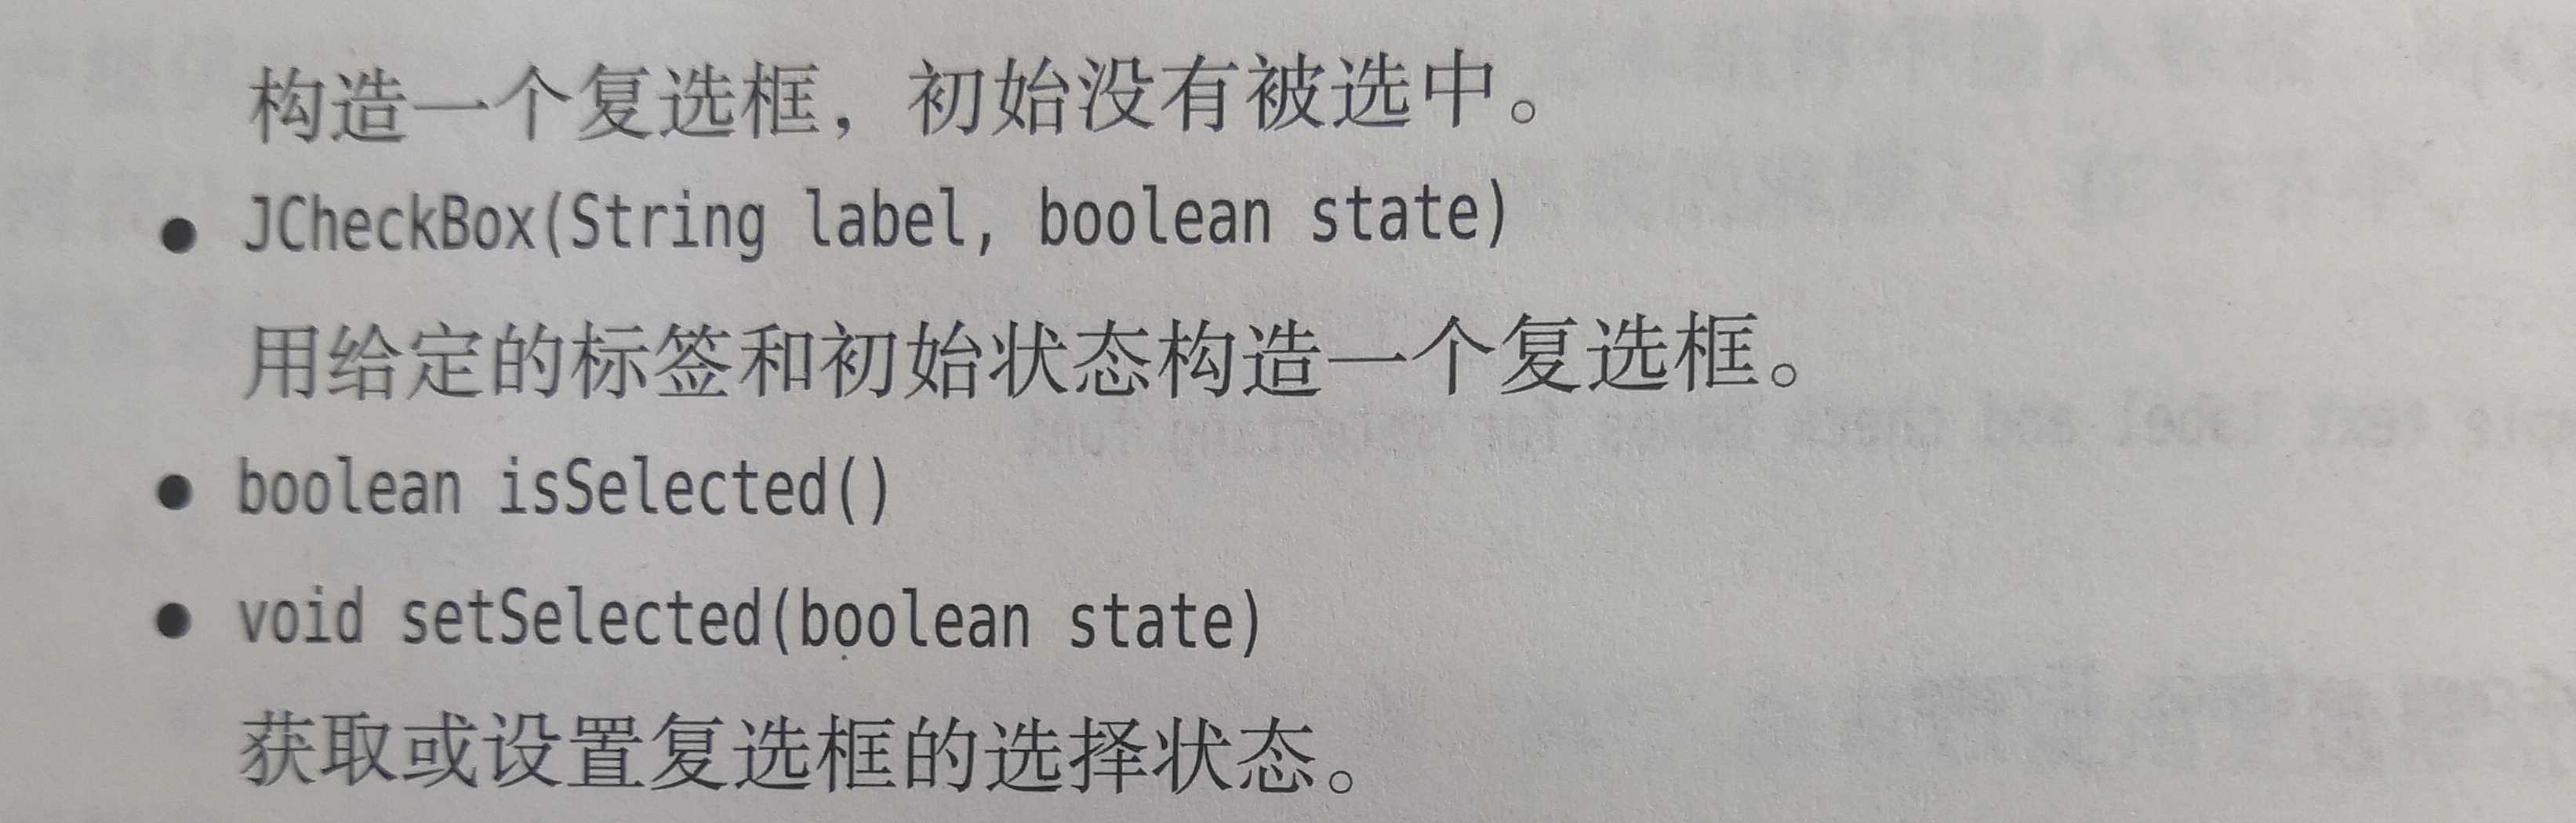 构造一个复选框，初始没有被选中。
● JCheckBox(String label, boolean state)
用给定的标签和初始状态构造一个复选框。
● boolean isSelected()
● void setSelected(boolean state)
获取或设置复选框的选择状态。